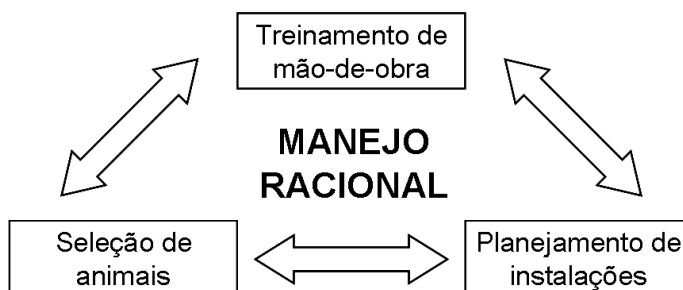 Treinamento de
mão-de-obra
MANEJO
RACIONAL
Seleção de
animais
Planejamento de
instalações